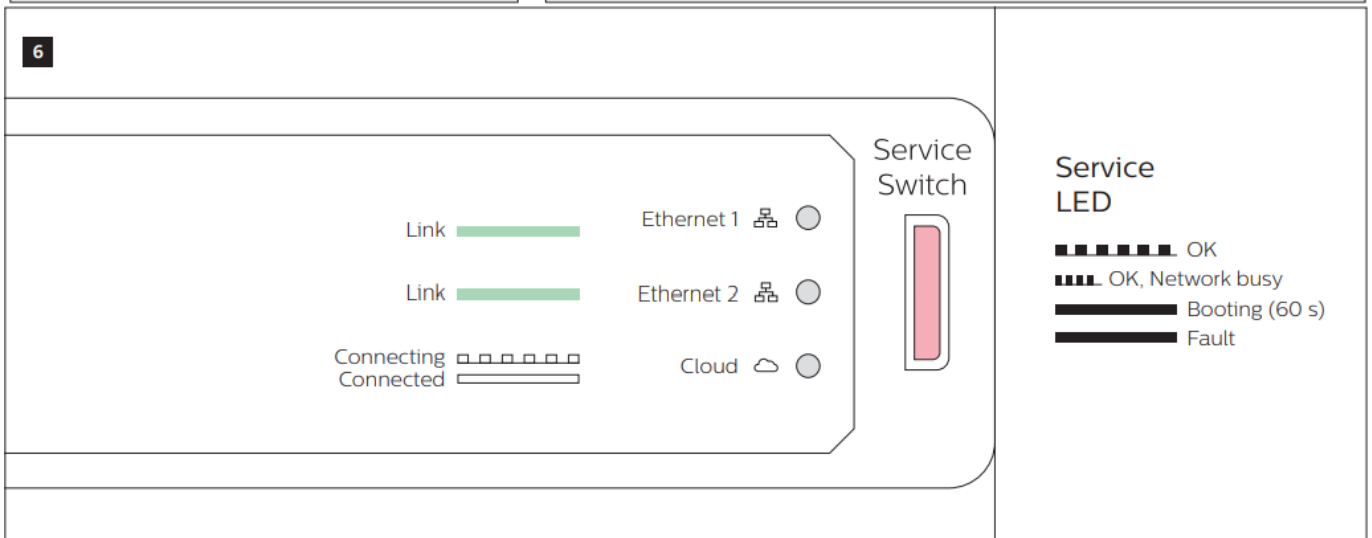 6
Service
Switch
Link
Ethernet 1
Link
Ethernet 2
Connecting
Connected
Cloud
Service
LED
OK
OK, Network busy
Booting (60 s)
Fault